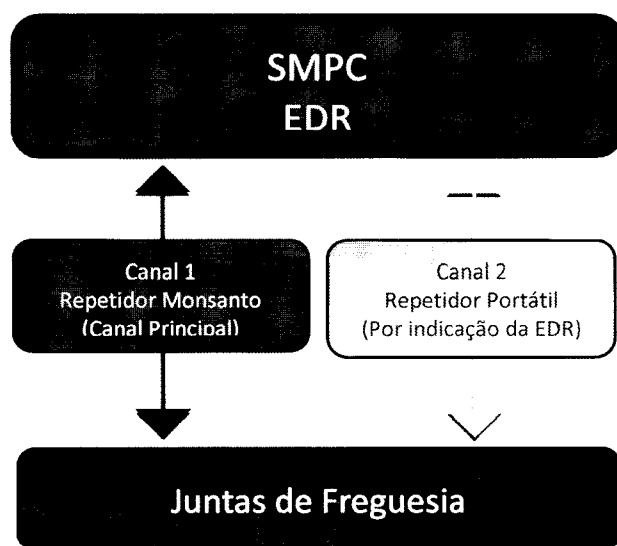 SMPC
EDR
Canal 1
Repetidor Monsanto
(Canal Principal)
Canal 2
Repetidor Portátil
(Por indicação da EDR)
Juntas de Freguesia